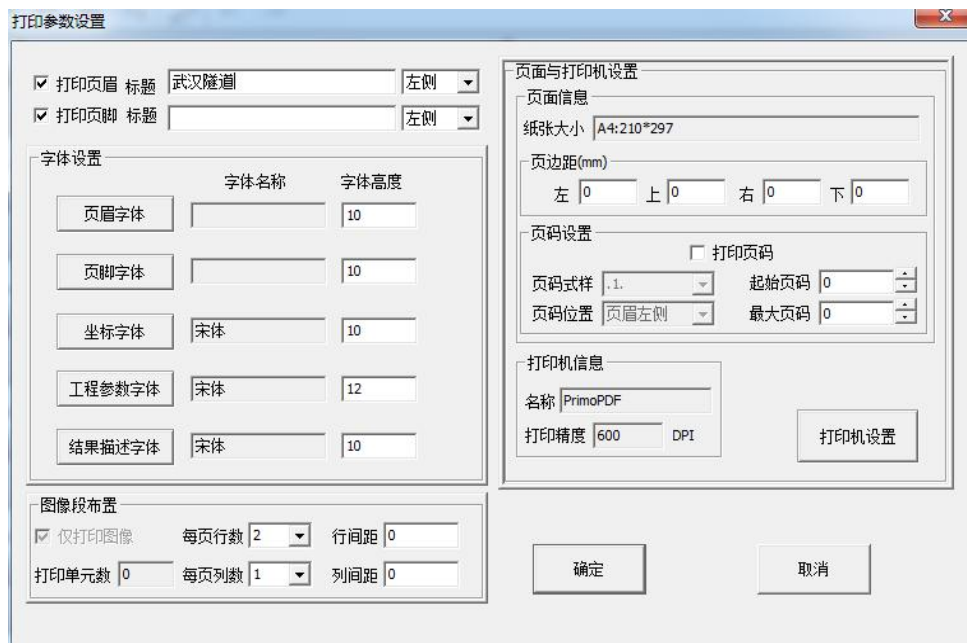 打印参数设置
打印页眉 标题 武汉隧道 左侧
打印页脚 标题 左侧
字体设置
字体名称 字体高度
页眉字体 10
页脚字体 10
坐标字体 宋体 10
工程参数字体 宋体 12
结果描述字体 宋体 10
图像段布置
仅打印图像 每页行数 2 行间距 0
打印单元数 0 每页列数 1 列间距 0
页面与打印机设置
页面信息
纸张大小 A4:210*297
页边距(mm)
左 0 上 0 右 0 下 0
页码设置
打印页码
页码式样 .1. 起始页码 0
页码位置 页眉左侧 最大页码 0
打印机信息
名称 PrimoPDF
打印精度 600 DPI
打印机设置
确定 取消